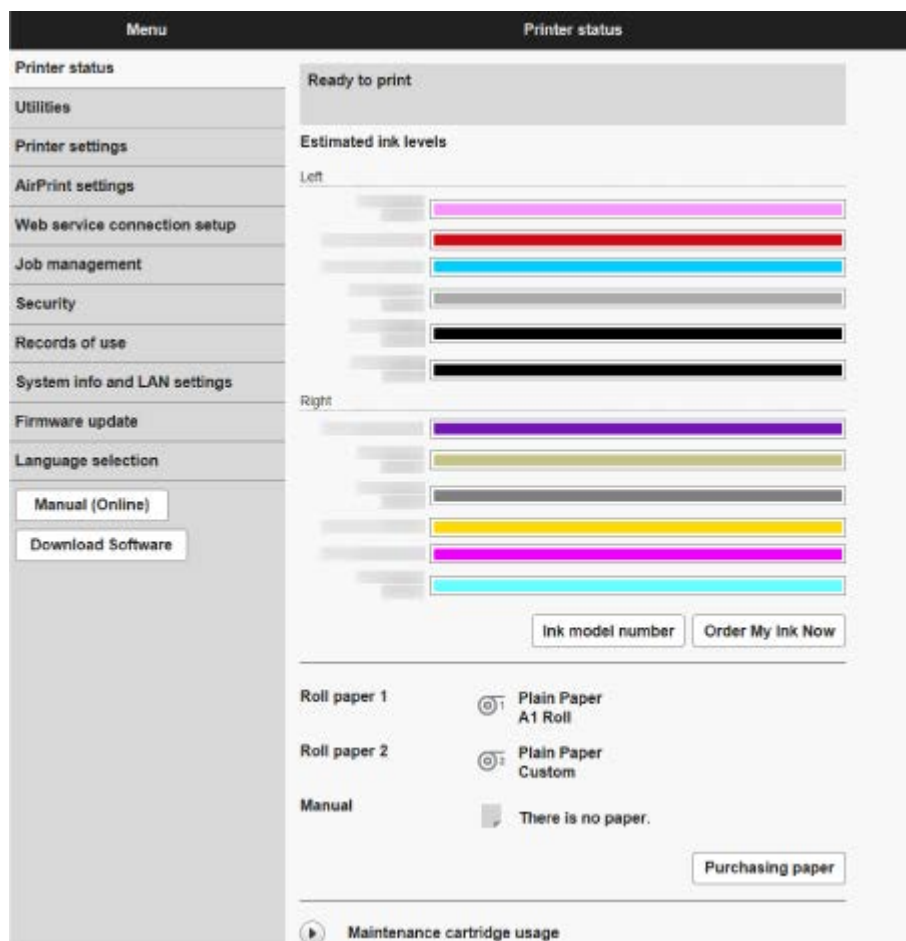 Menu
Printer status
Printer status
Utilities
Printer settings
AirPrint settings
Web service connection setup
Job management
Security
Records of use
System info and LAN settings
Firmware update
Language selection
Manual (Online)
Download Software
Ready to print
Estimated ink levels
Left
Right
Ink model number
Order My Ink Now
Roll paper 1
1
Plain Paper
A1 Roll
Roll paper 2
2
Plain Paper
Custom
Manual
There is no paper.
Purchasing paper
Maintenance cartridge usage